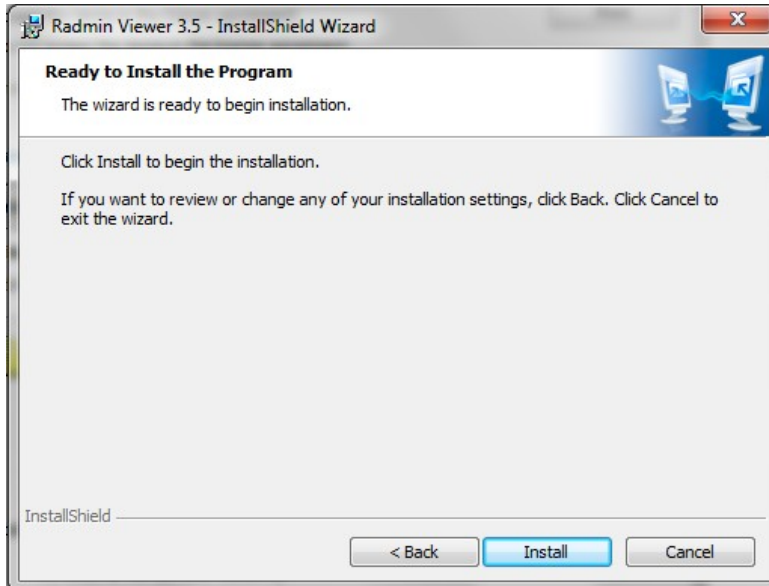 Radmin Viewer 3.5 - InstallShield Wizard
Ready to Install the Program
The wizard is ready to begin installation.
Click Install to begin the installation.
If you want to review or change any of your installation settings, click Back. Click Cancel to
exit the wizard.
InstallShield
< Back
Install
Cancel